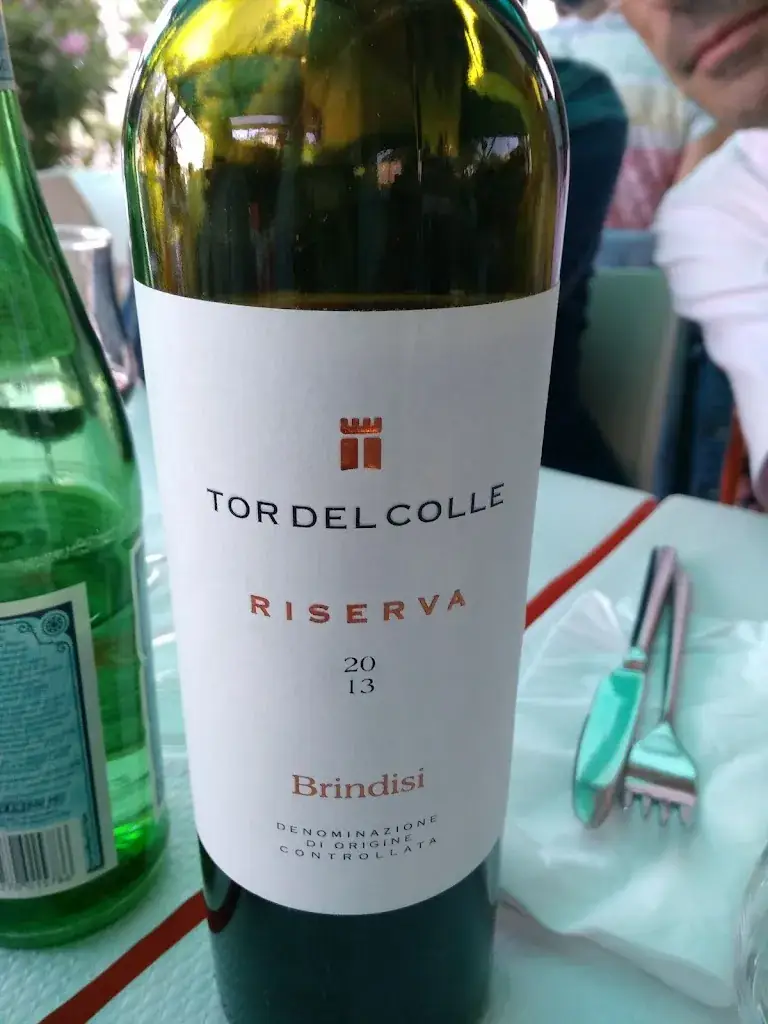 TOR DEL COLLE
RISERVA
20
13
Brindisi
DENOMINAZIONE
DI ORIGINE
CONTROLLATA